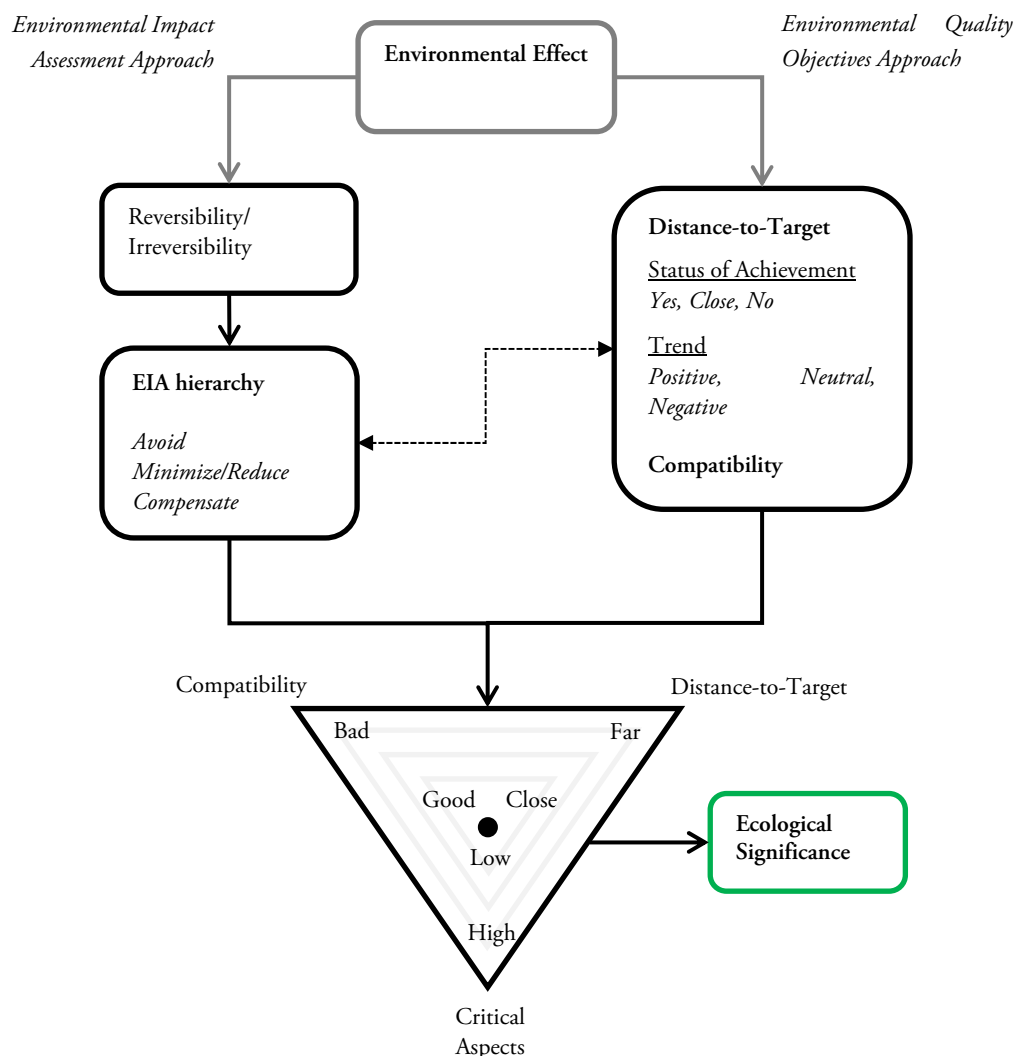 Environmental Impact
Assessment Approach
Environmental Effect
Environmental Quality
Objectives Approach
Reversibility/
Irreversibility
EIA hierarchy
Avoid
Minimize/Reduce
Compensate
Distance-to-Target
Status of Achievement
Yes, Close, No
Trend
Positive, Neutral,
Negative
Compatibility
Compatibility
Distance-to-Target
Bad
Far
Good
Close
Low
High
Critical
Aspects
Ecological
Significance